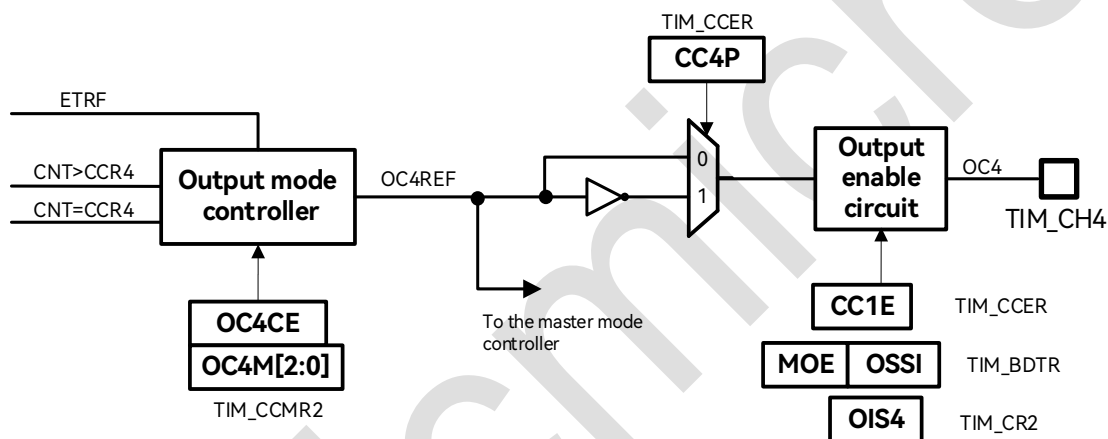 TIM_CCER
CC4P
ETRF
CNT>CCR4
CNT=CCR4
Output mode
controller
OC4REF
0
1
Output
enable
circuit
OC4
TIM_CH4
OC4CE
OC4M[2:0]
TIM_CCMR2
To the master mode
controller
CC1E
TIM_CCER
MOE
OSSI
TIM_BDTR
OIS4
TIM_CR2